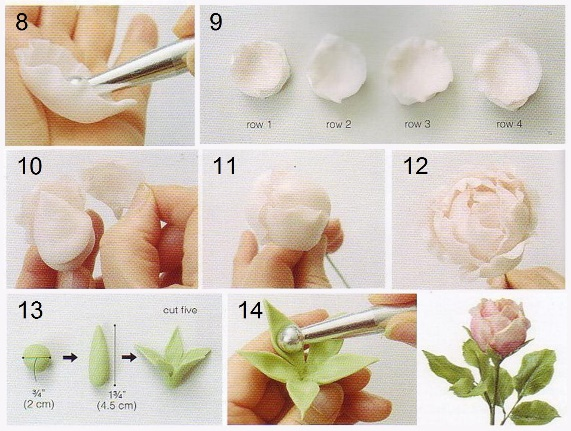 8
9
row 1
row 2
row 3
row 4
10
11
12
13
cut five
¾"
(2 cm)
1¾"
(4.5 cm)
14